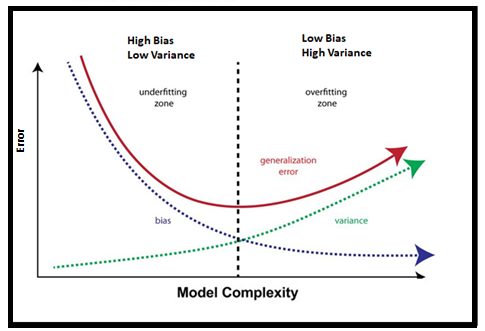 High Bias
Low Variance
Low Bias
High Variance
underfitting
zone
overfitting
zone
Error
generalization
error
bias
variance
Model Complexity